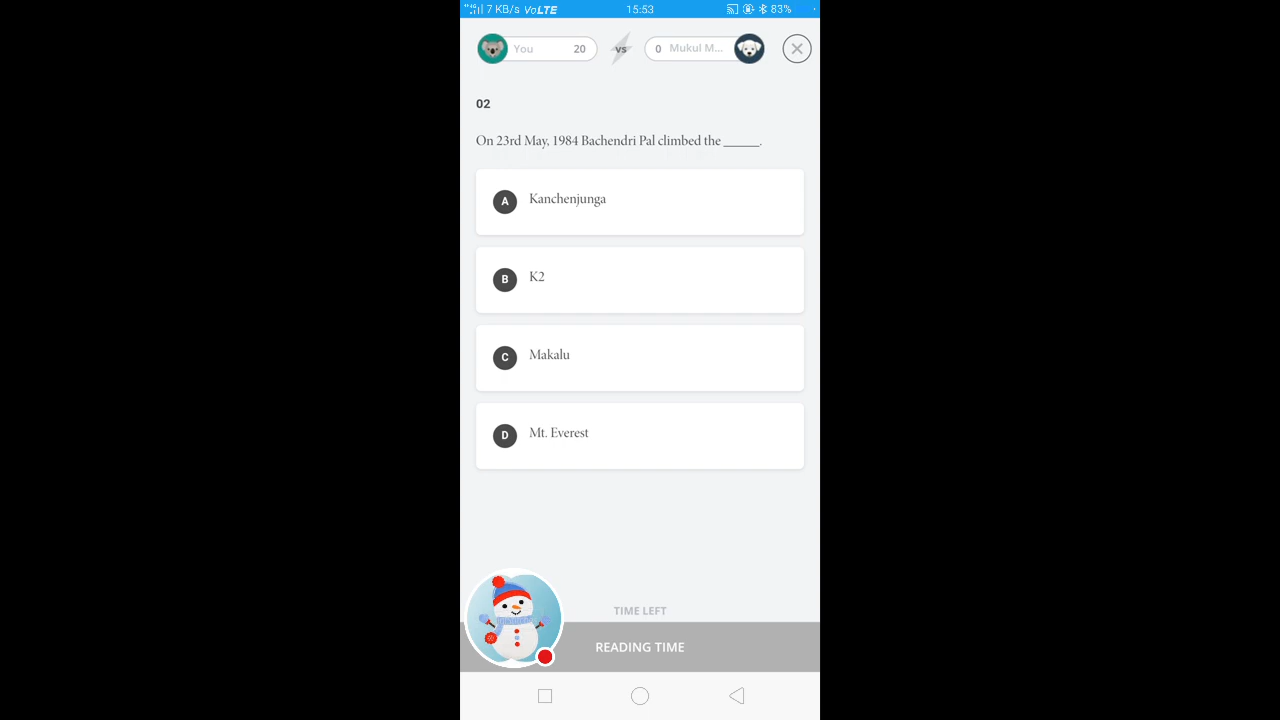 7 KB/s VoLTE 15:53 83%
You 20 vs 0 Mukul M...
02
On 23rd May, 1984 Bachendri Pal climbed the _____.
A Kanchenjunga
B K2
C Makalu
D Mt. Everest
TIME LEFT
READING TIME